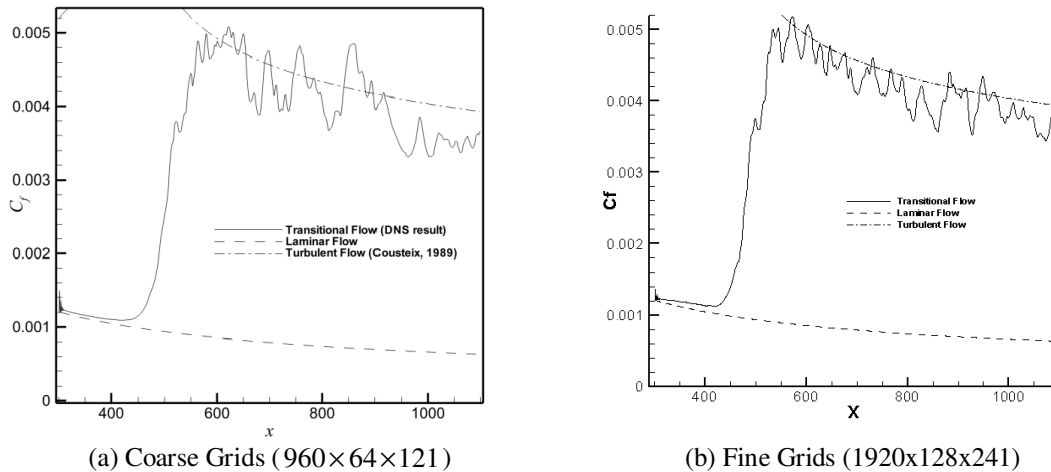 0.005
0.004
0.003
0.002
0.001
0
C_f
400
600
800
1000
x
Transitional Flow (DNS result)
Laminar Flow
Turbulent Flow (Cousteix, 1989)
(a) Coarse Grids (960×64×121)
0.005
0.004
0.003
0.002
0.001
0
Cf
400
600
800
1000
X
Transitional Flow
Laminar Flow
Turbulent Flow
(b) Fine Grids (1920x128x241)